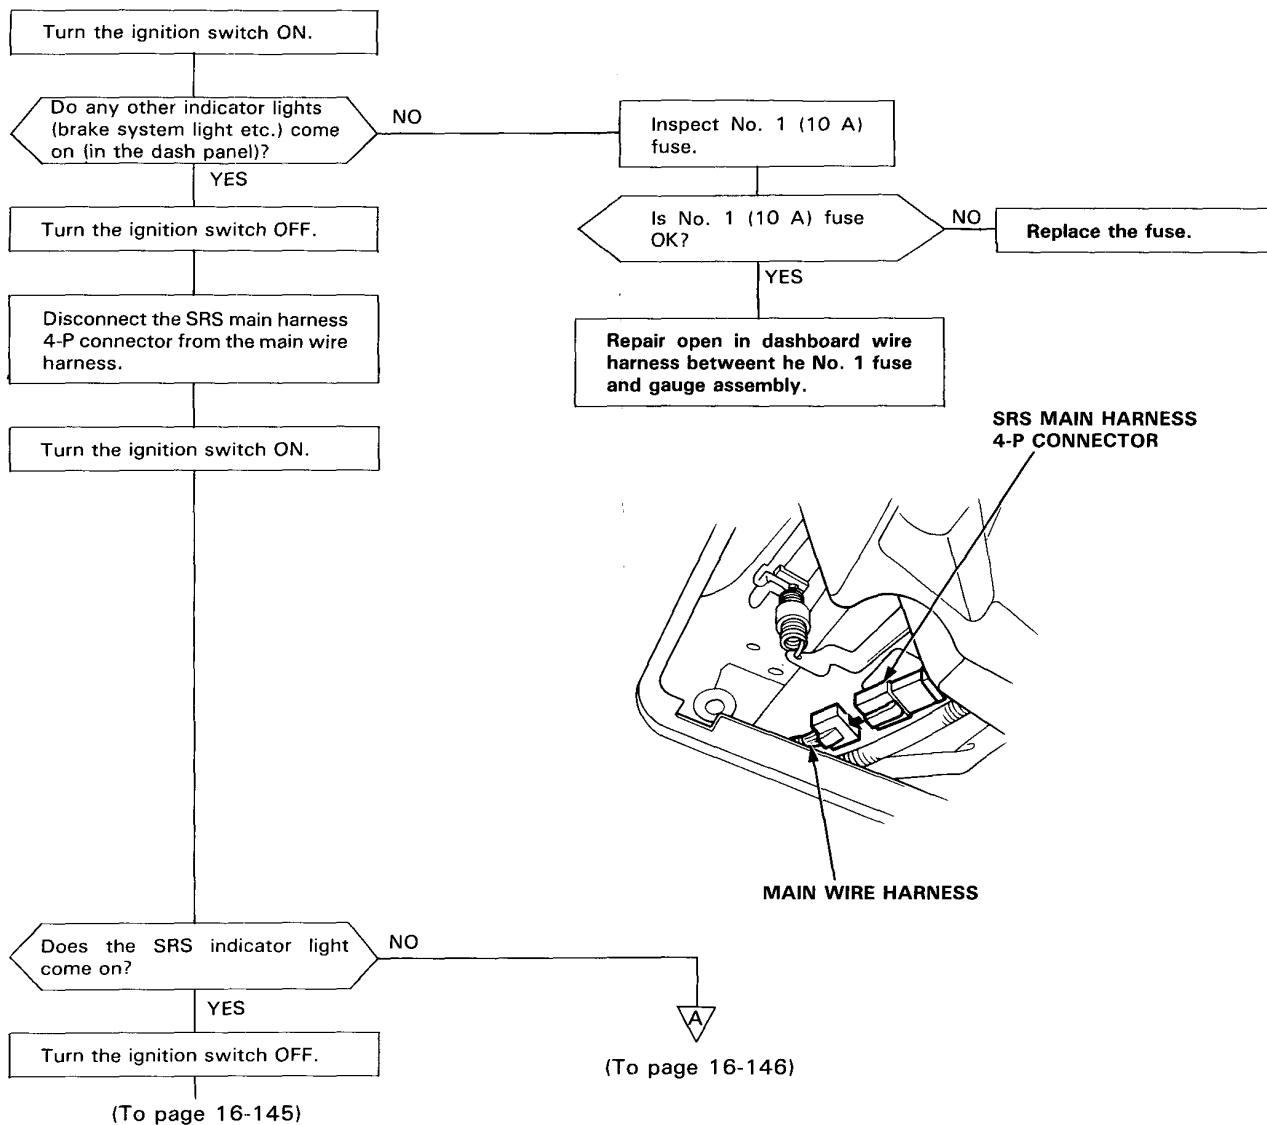 Turn the ignition switch ON.
Do any other indicator lights
(brake system light etc.) come
on (in the dash panel)?
NO
YES
Inspect No. 1 (10 A)
fuse.
Is No. 1 (10 A) fuse
OK?
NO
Replace the fuse.
YES
Repair open in dashboard wire
harness betweent he No. 1 fuse
and gauge assembly.
Turn the ignition switch OFF.
Disconnect the SRS main harness
4-P connector from the main wire
harness.
Turn the ignition switch ON.
SRS MAIN HARNESS
4-P CONNECTOR
MAIN WIRE HARNESS
Does the SRS indicator light
come on?
NO
YES
A
(To page 16-146)
Turn the ignition switch OFF.
(To page 16-145)